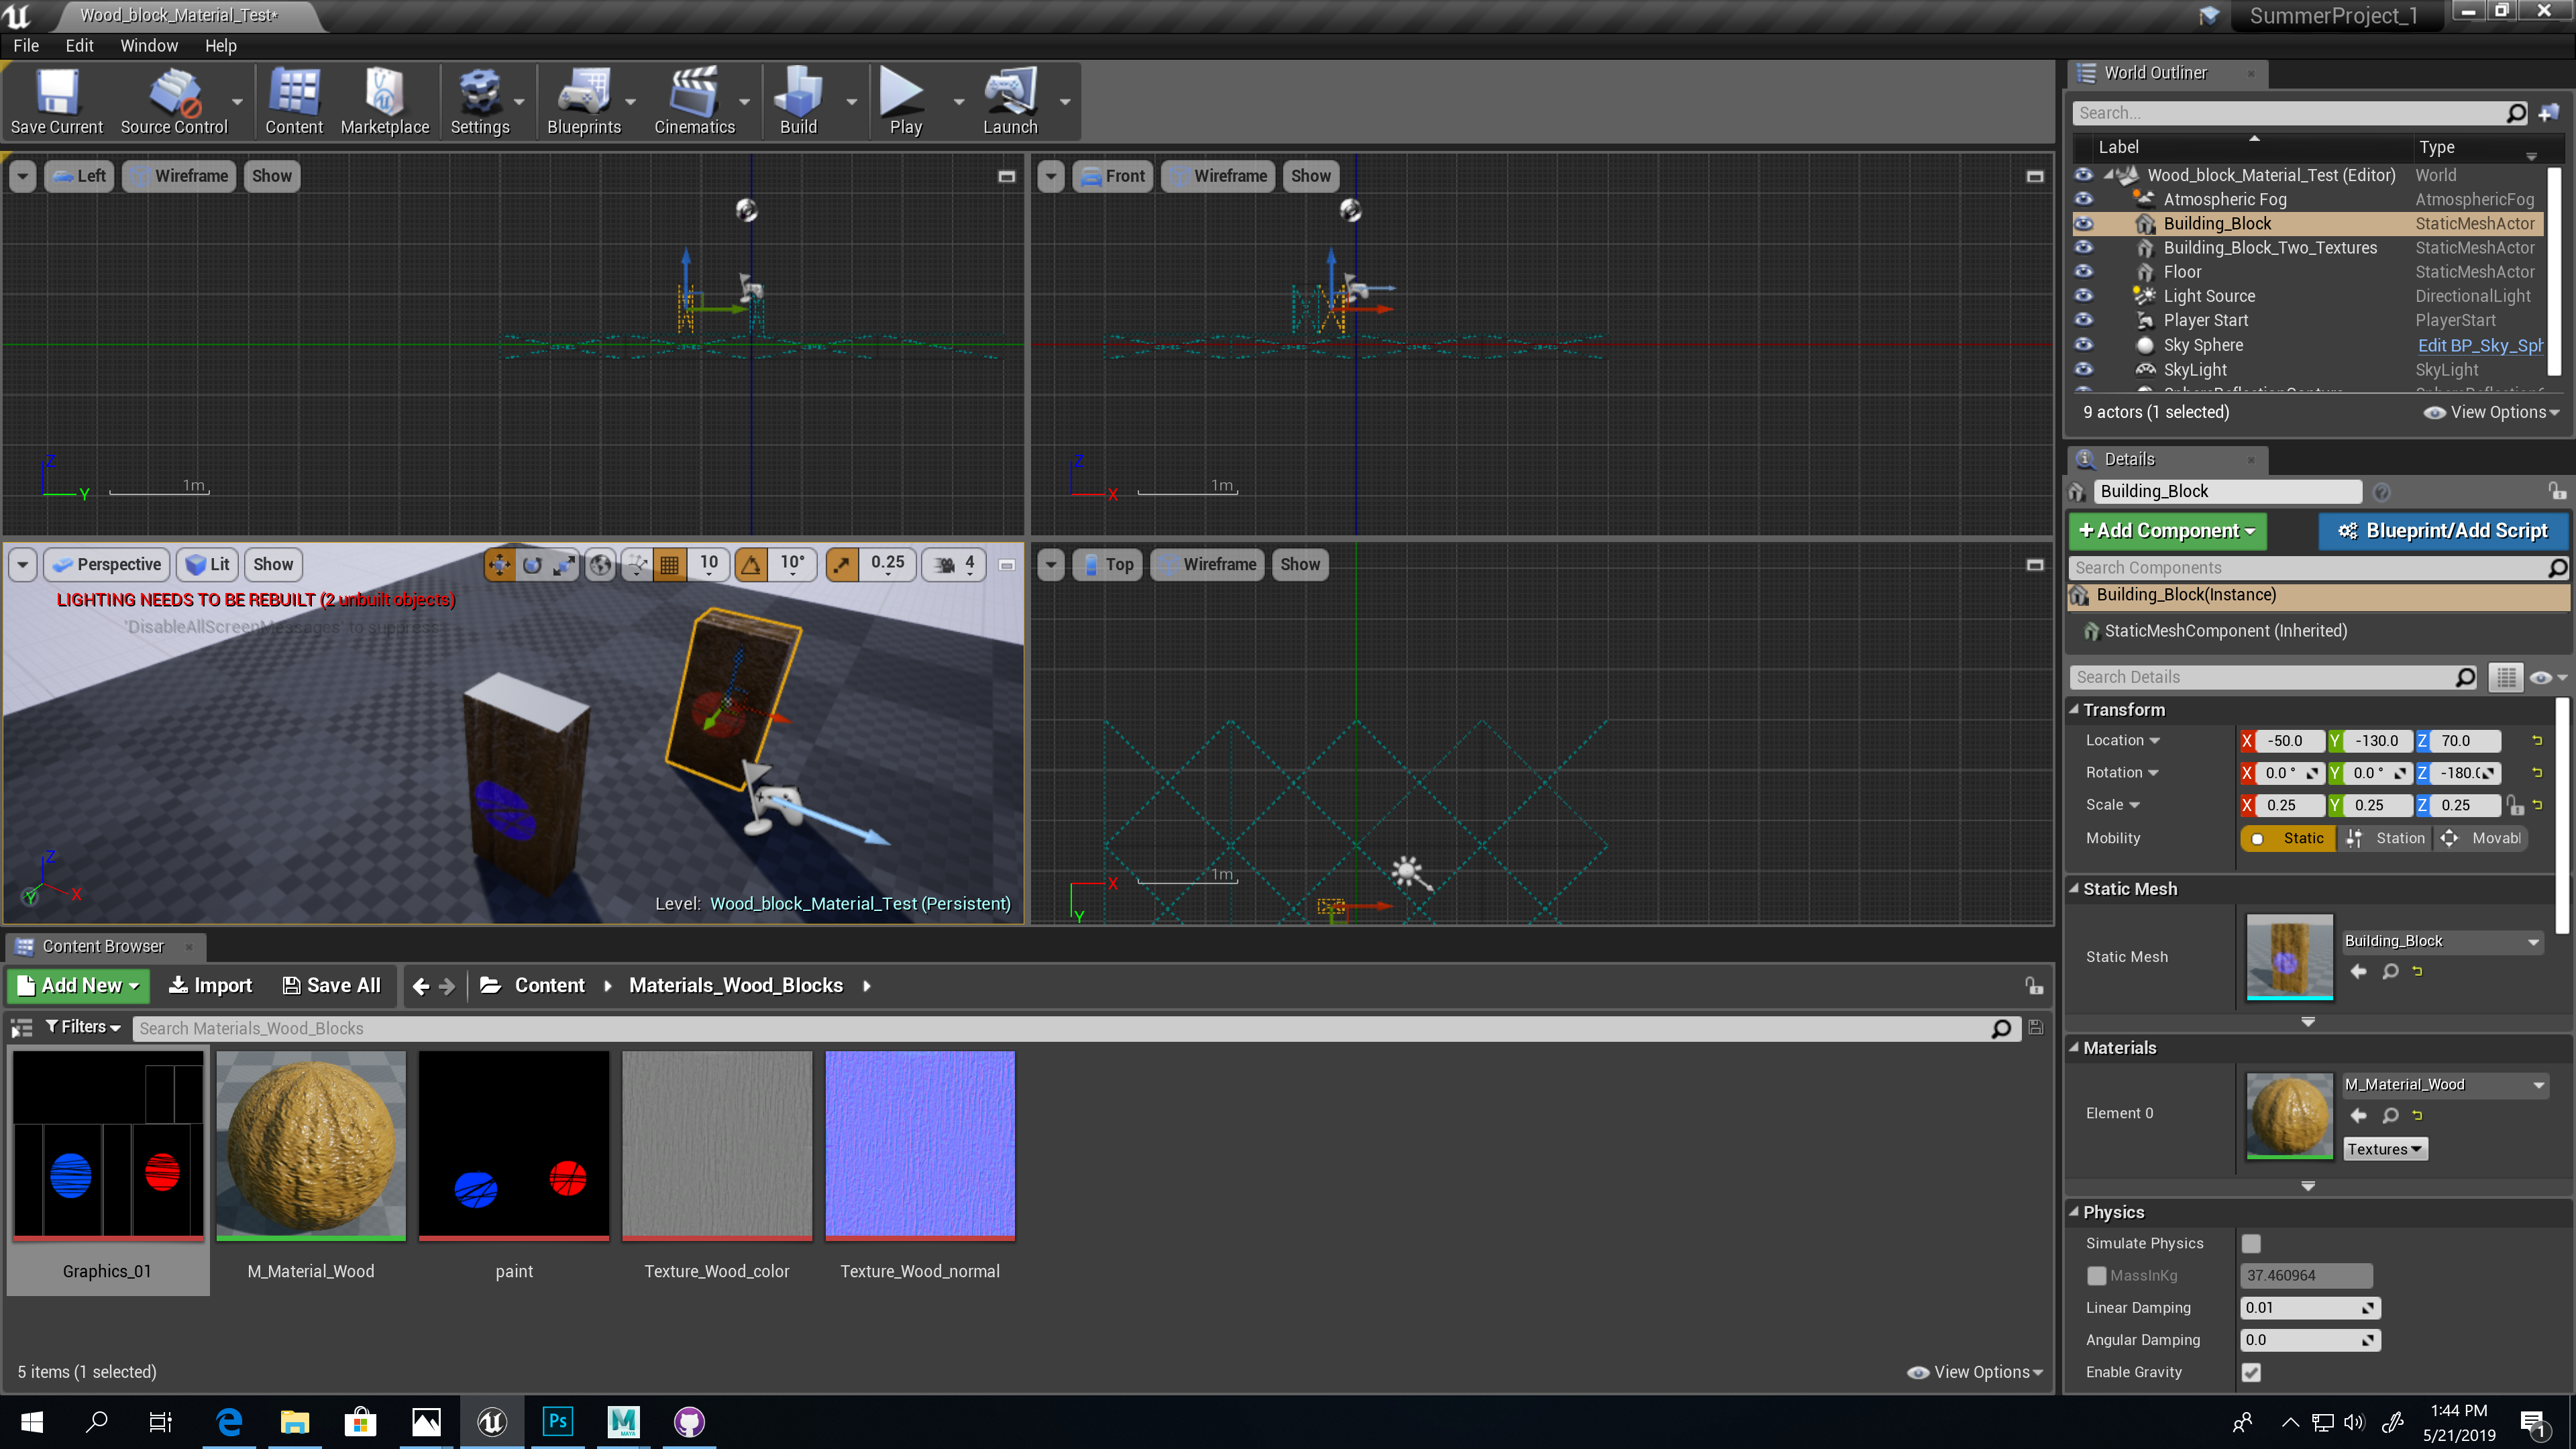 Wood_block_Material_Test*
SummerProject_1
File Edit Window Help
Save Current
Source Control
Content
Marketplace
Settings
Blueprints
Cinematics
Build
Play
Launch
Left Wireframe Show
1m
Z
Y
Front Wireframe Show
1m
Z
X
Perspective Lit Show
10
10°
0.25
4
LIGHTING NEEDS TO BE REBUILT (2 unbuilt objects)
'DisableAllScreenMessages' to suppress
Z
Y
X
Level: Wood_block_Material_Test (Persistent)
Top Wireframe Show
1m
X
Y
World Outliner
Search...
Label Type
Wood_block_Material_Test (Editor) World
Atmospheric Fog AtmosphericFog
Building_Block StaticMeshActor
Building_Block_Two_Textures StaticMeshActor
Floor StaticMeshActor
Light Source DirectionalLight
Player Start PlayerStart
Sky Sphere Edit BP_Sky_Sph
SkyLight SkyLight
9 actors (1 selected) View Options
Details
Building_Block
+Add Component
Blueprint/Add Script
Search Components
Building_Block(Instance)
StaticMeshComponent (Inherited)
Search Details
Transform
Location X -50.0 Y -130.0 Z 70.0
Rotation X 0.0 ° Y 0.0 ° Z -180.0
Scale X 0.25 Y 0.25 Z 0.25
Mobility Static Station Movabl
Static Mesh
Static Mesh
Building_Block
Materials
Element 0
M_Material_Wood
Textures
Physics
Simulate Physics
MassInKg 37.460964
Linear Damping 0.01
Angular Damping 0.0
Enable Gravity
Content Browser
Add New Import Save All Content Materials_Wood_Blocks
Filters Search Materials_Wood_Blocks
Graphics_01
M_Material_Wood
paint
Texture_Wood_color
Texture_Wood_normal
5 items (1 selected)
View Options
Ps
MAYA
1:44 PM
5/21/2019
1